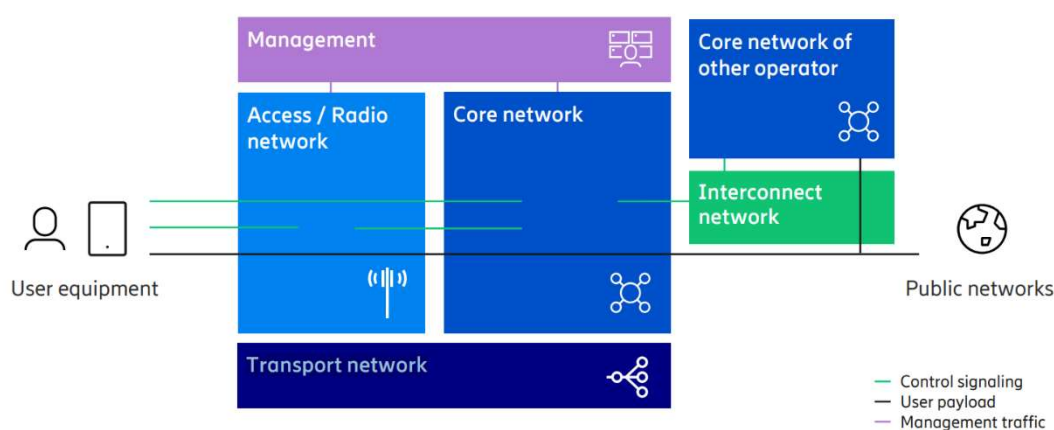 Management
Core network of
other operator
Access / Radio
network
Core network
Interconnect
network
User equipment
Public networks
Transport network
Control signaling
User payload
Management traffic